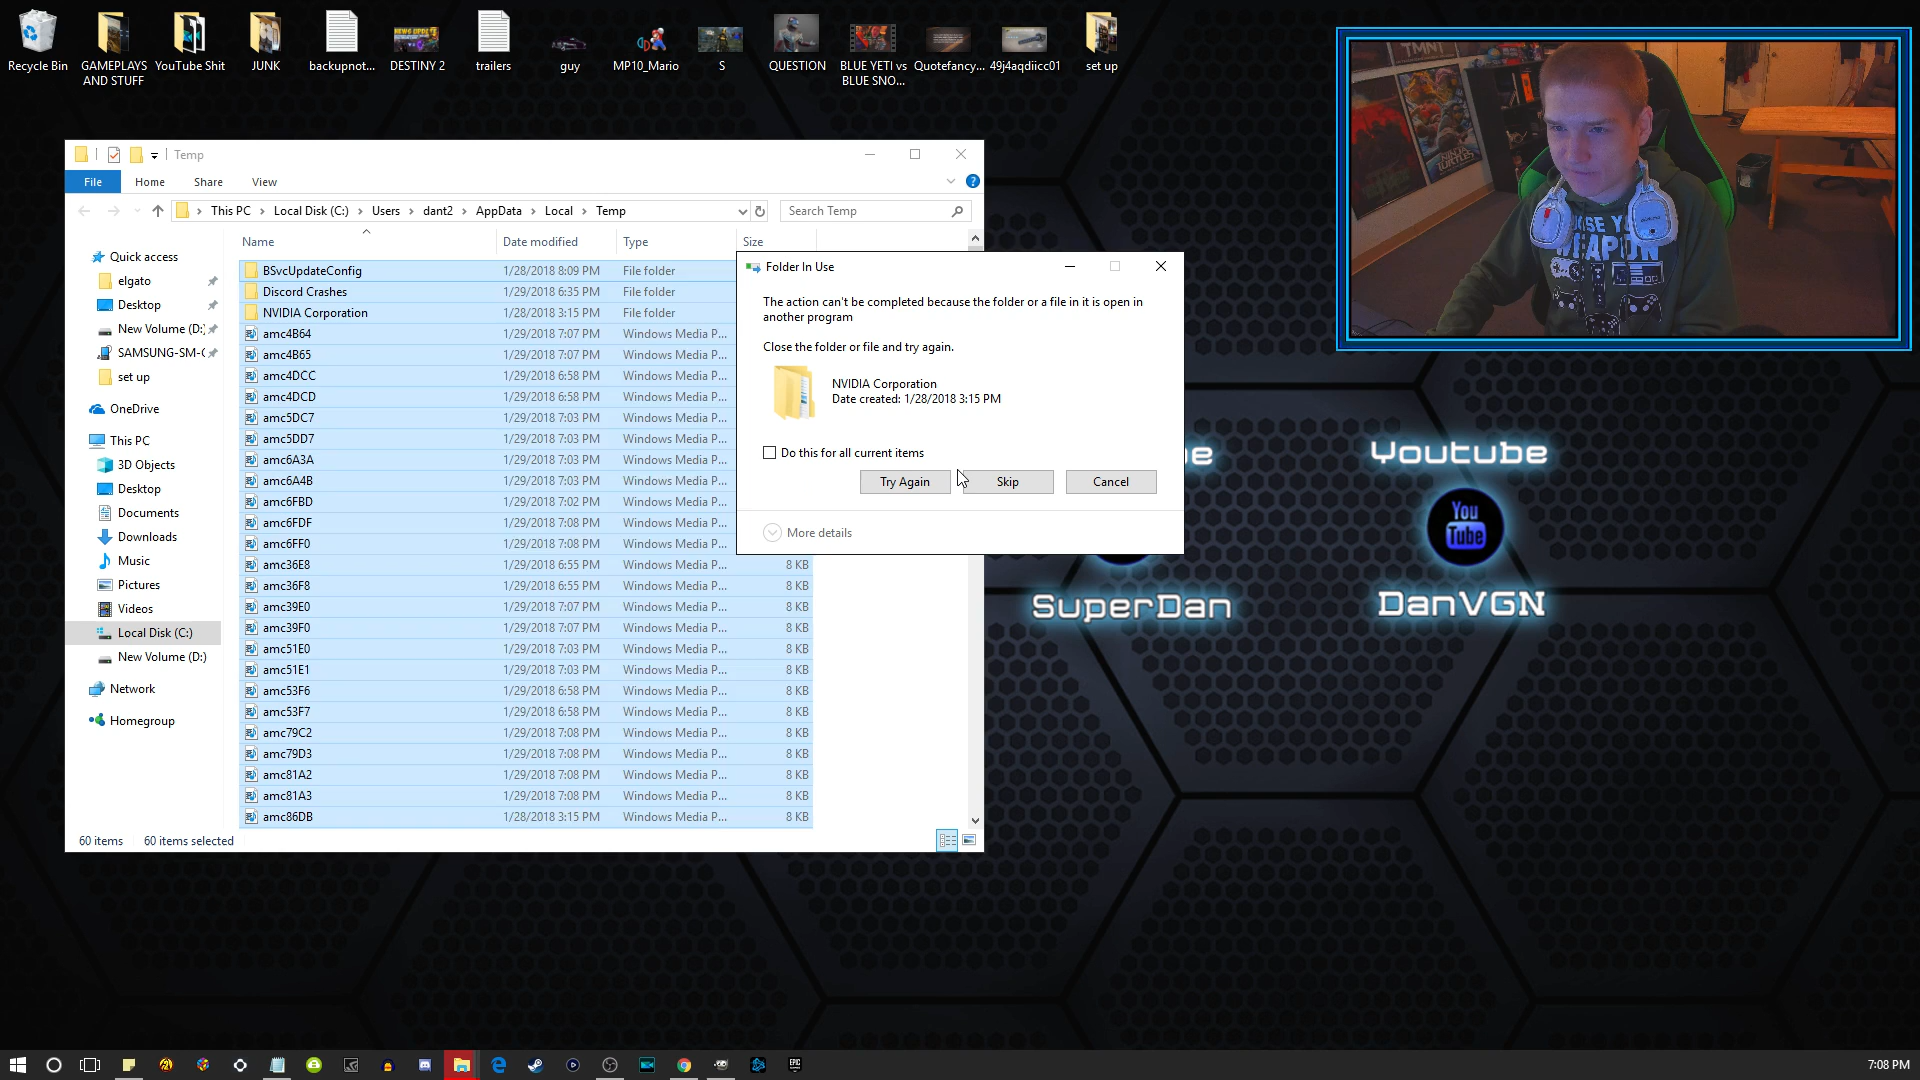 Recycle Bin
GAMEPLAYS
AND STUFF
YouTube Shit
JUNK
backupnot...
DESTINY 2
trailers
guy
MP10_Mario
S
QUESTION
BLUE YETI vs
BLUE SNO...
Quotefancy...
49j4aqdiicc01
set up
TMNT
NINJA
TURTLES
WEAPON
Temp
File
Home
Share
View
This PC > Local Disk (C:) > Users > dant2 > AppData > Local > Temp
Search Temp
Name
Date modified
Type
Size
Quick access
elgato
Desktop
New Volume (D:)
SAMSUNG-SM-G
set up
OneDrive
This PC
3D Objects
Desktop
Documents
Downloads
Music
Pictures
Videos
Local Disk (C:)
New Volume (D:)
Network
Homegroup
BSvcUpdateConfig 1/28/2018 8:09 PM File folder
Discord Crashes 1/29/2018 6:35 PM File folder
NVIDIA Corporation 1/28/2018 3:15 PM File folder
amc4B64 1/29/2018 7:07 PM Windows Media P...
amc4B65 1/29/2018 7:07 PM Windows Media P...
amc4DCC 1/29/2018 6:58 PM Windows Media P...
amc4DCD 1/29/2018 6:58 PM Windows Media P...
amc5DC7 1/29/2018 7:03 PM Windows Media P...
amc5DD7 1/29/2018 7:03 PM Windows Media P...
amc6A3A 1/29/2018 7:03 PM Windows Media P...
amc6A4B 1/29/2018 7:03 PM Windows Media P...
amc6FBD 1/29/2018 7:02 PM Windows Media P...
amc6FDF 1/29/2018 7:08 PM Windows Media P...
amc6FF0 1/29/2018 7:08 PM Windows Media P...
amc36E8 1/29/2018 6:55 PM Windows Media P... 8 KB
amc36F8 1/29/2018 6:55 PM Windows Media P... 8 KB
amc39E0 1/29/2018 7:07 PM Windows Media P... 8 KB
amc39F0 1/29/2018 7:07 PM Windows Media P... 8 KB
amc51E0 1/29/2018 7:03 PM Windows Media P... 8 KB
amc51E1 1/29/2018 7:03 PM Windows Media P... 8 KB
amc53F6 1/29/2018 6:58 PM Windows Media P... 8 KB
amc53F7 1/29/2018 6:58 PM Windows Media P... 8 KB
amc79C2 1/29/2018 7:08 PM Windows Media P... 8 KB
amc79D3 1/29/2018 7:08 PM Windows Media P... 8 KB
amc81A2 1/29/2018 7:08 PM Windows Media P... 8 KB
amc81A3 1/29/2018 7:08 PM Windows Media P... 8 KB
amc86DB 1/28/2018 3:15 PM Windows Media P... 8 KB
60 items
60 items selected
Folder In Use
The action can't be completed because the folder or a file in it is open in
another program
Close the folder or file and try again.
NVIDIA Corporation
Date created: 1/28/2018 3:15 PM
Do this for all current items
Try Again
Skip
Cancel
More details
be
Youtube
You
Tube
SuperDan
DanVGN
EPIC
7:08 PM